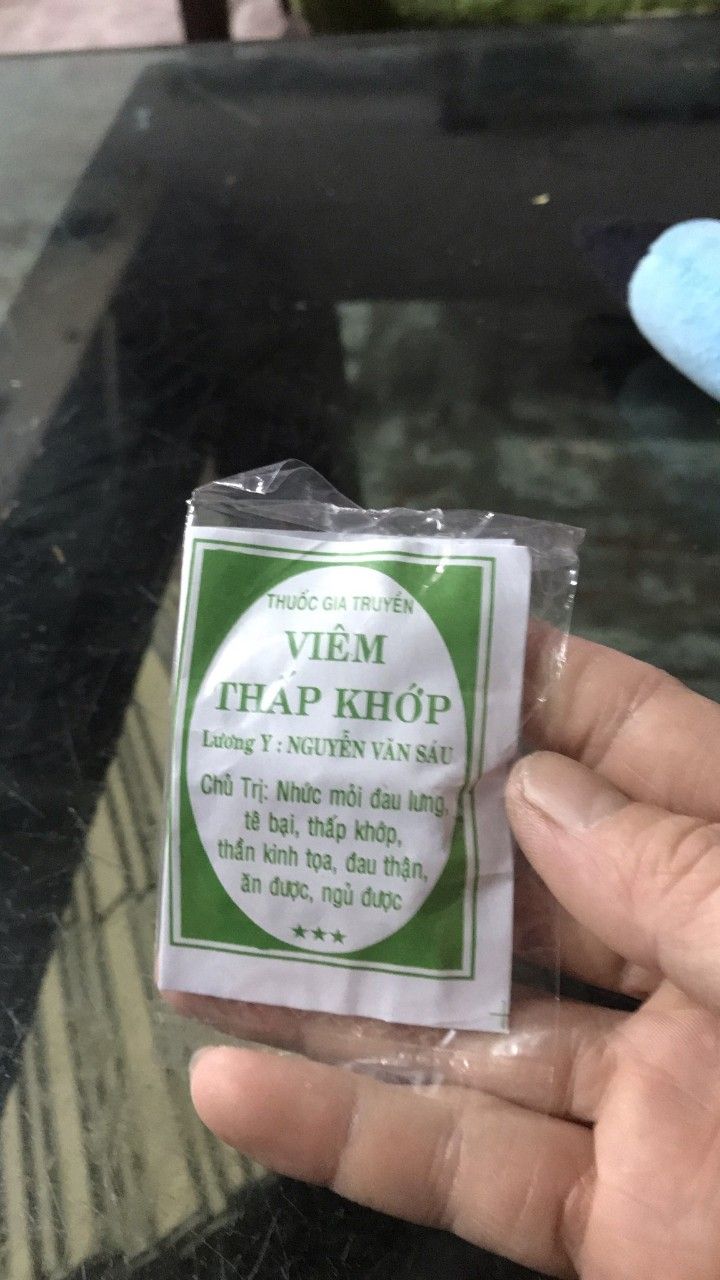 THUỐC GIA TRUYỀN
VIÊM
THẤP KHỚP
Lương Y : NGUYỄN VĂN SÁU
Chủ Trị: Nhức mỏi đau lưng,
tê bại, thấp khớp,
thần kinh tọa, đau thận,
ăn được, ngủ được